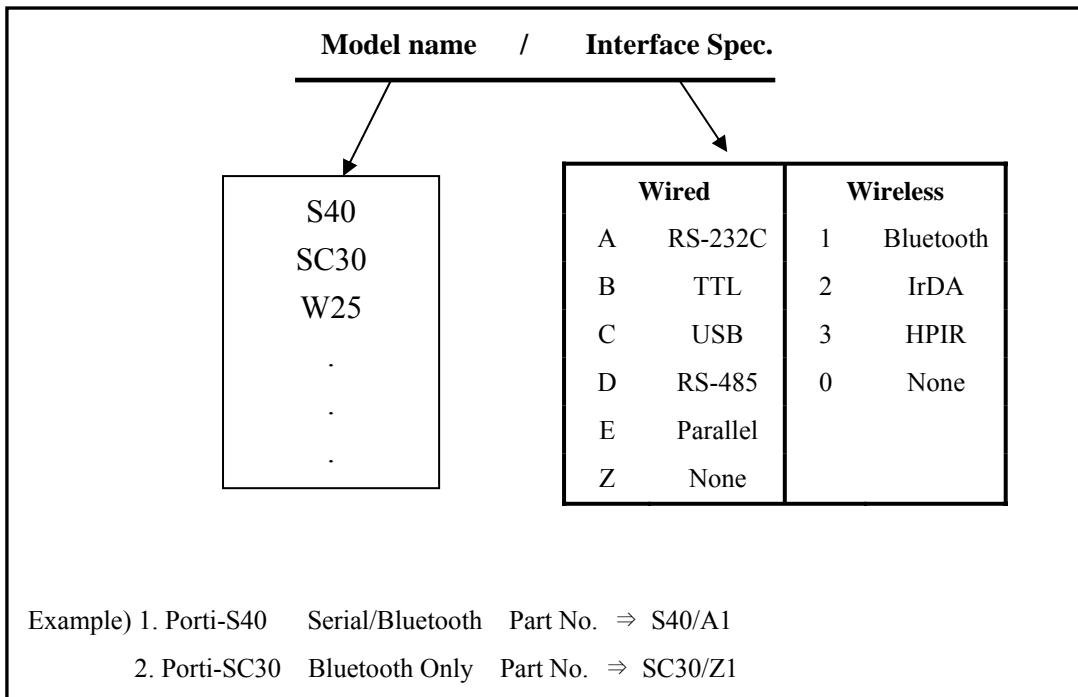 Model name / Interface Spec.
S40
SC30
W25
.
.
.
Wired Wireless
A RS-232C 1 Bluetooth
B TTL 2 IrDA
C USB 3 HPIR
D RS-485 0 None
E Parallel
Z None
Example) 1. Porti-S40 Serial/Bluetooth Part No. ⇒ S40/A1
2. Porti-SC30 Bluetooth Only Part No. ⇒ SC30/Z1